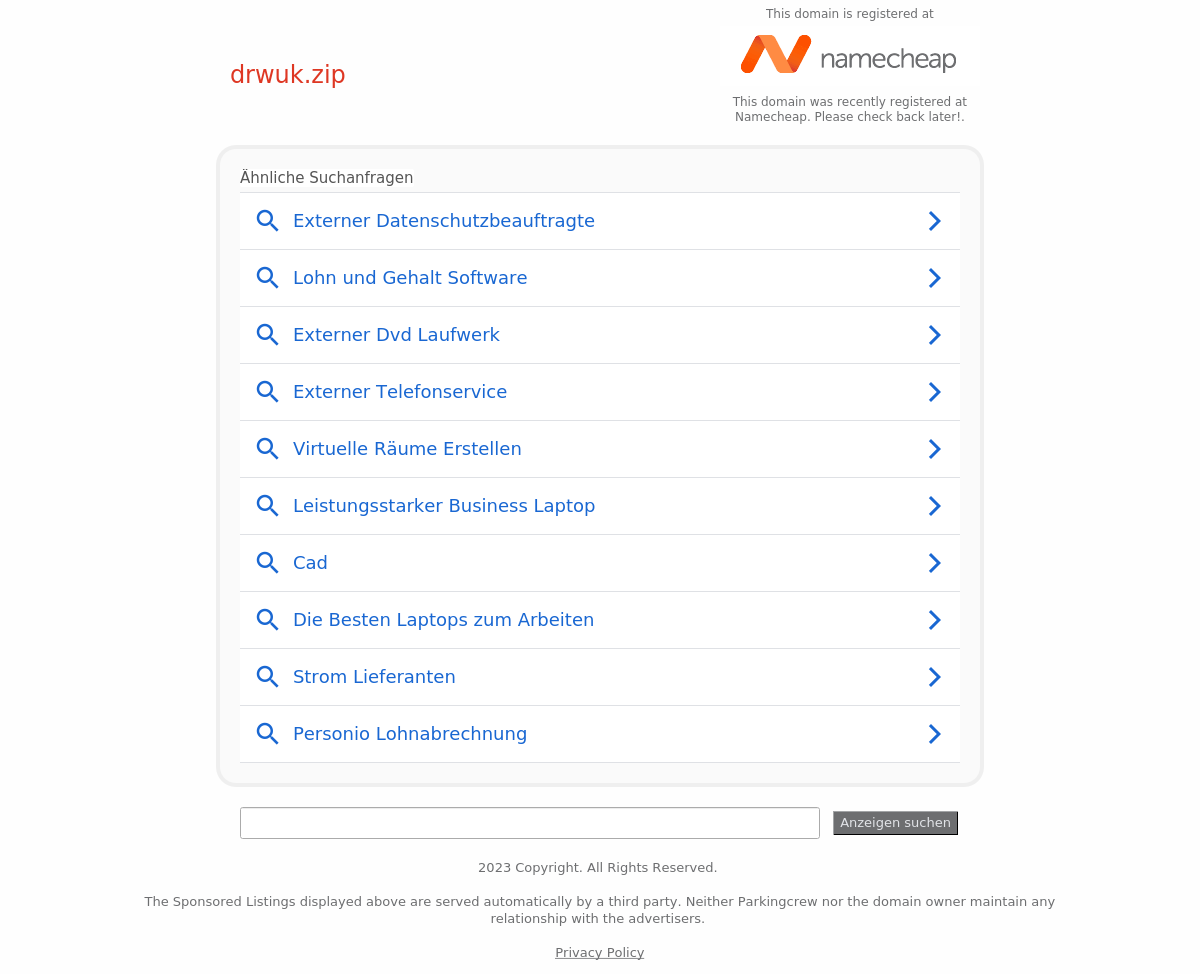 This domain is registered at
namecheap
drwuk.zip
This domain was recently registered at
Namecheap. Please check back later!.
Ähnliche Suchanfragen
Externer Datenschutzbeauftragte
Lohn und Gehalt Software
Externer Dvd Laufwerk
Externer Telefonservice
Virtuelle Räume Erstellen
Leistungsstarker Business Laptop
Cad
Die Besten Laptops zum Arbeiten
Strom Lieferanten
Personio Lohnabrechnung
Anzeigen suchen
2023 Copyright. All Rights Reserved.
The Sponsored Listings displayed above are served automatically by a third party. Neither Parkingcrew nor the domain owner maintain any
relationship with the advertisers.
Privacy Policy